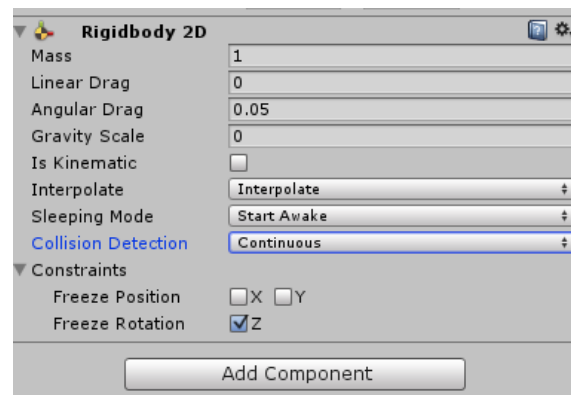 Rigidbody 2D
Mass 1
Linear Drag 0
Angular Drag 0.05
Gravity Scale 0
Is Kinematic
Interpolate Interpolate
Sleeping Mode Start Awake
Collision Detection Continuous
Constraints
Freeze Position X Y
Freeze Rotation Z
Add Component